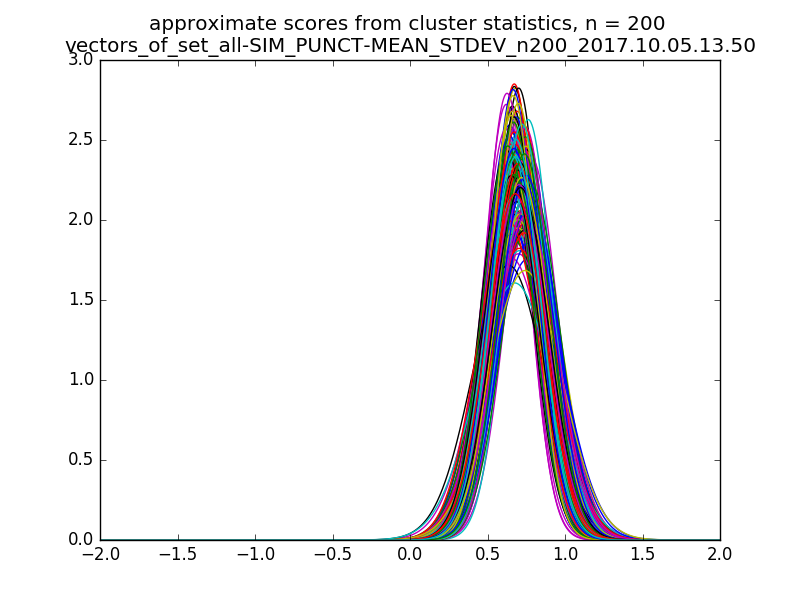 approximate scores from cluster statistics, n = 200
vectors_of_set_all-SIM_PUNCT-MEAN_STDEV_n200_2017.10.05.13.50
3.0
2.5
2.0
1.5
1.0
0.5
0.0
−2.0 −1.5 −1.0 −0.5 0.0 0.5 1.0 1.5 2.0